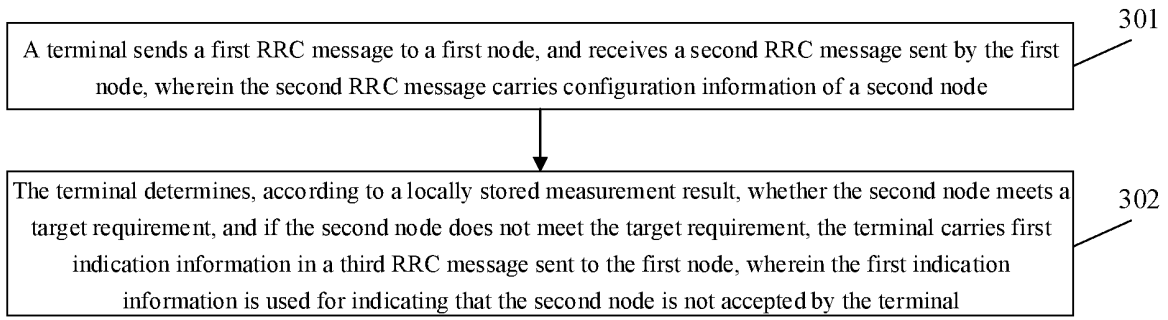 301
A terminal sends a first RRC message to a first node, and receives a second RRC message sent by the first
node, wherein the second RRC message carries configuration information of a second node
302
The terminal determines, according to a locally stored measurement result, whether the second node meets a
target requirement, and if the second node does not meet the target requirement, the terminal carries first
indication information in a third RRC message sent to the first node, wherein the first indication
information is used for indicating that the second node is not accepted by the terminal